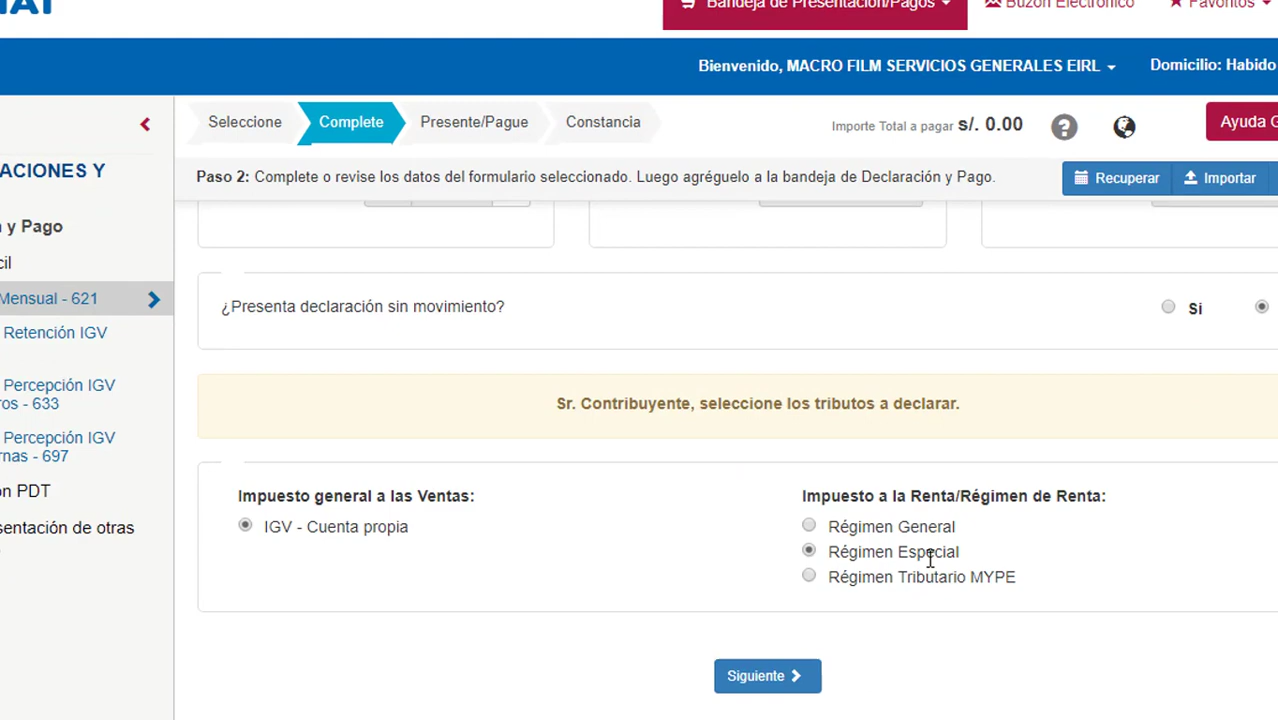 Bandeja de Presentación/Pagos
Buzón Electrónico
Favoritos
Bienvenido, MACRO FILM SERVICIOS GENERALES EIRL
Domicilio: Habido
Seleccione
Complete
Presente/Pague
Constancia
Importe Total a pagar s/. 0.00
?
Ayuda G
ACIONES Y
Paso 2: Complete o revise los datos del formulario seleccionado. Luego agréguelo a la bandeja de Declaración y Pago.
Recuperar
Importar
n y Pago
cil
Mensual - 621
Retención IGV
Percepción IGV
ros - 633
Percepción IGV
rnas - 697
ón PDT
sentación de otras
¿Presenta declaración sin movimiento?
Si
Sr. Contribuyente, seleccione los tributos a declarar.
Impuesto general a las Ventas:
IGV - Cuenta propia
Impuesto a la Renta/Régimen de Renta:
Régimen General
Régimen Especial
Régimen Tributario MYPE
Siguiente